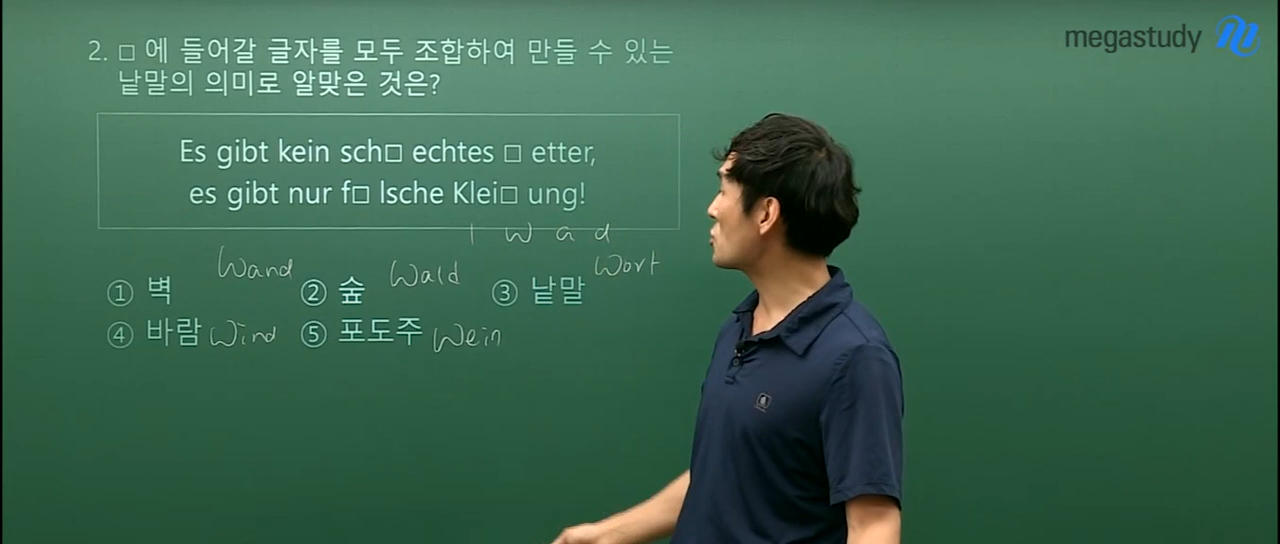 megastudy
2. □ 에 들어갈 글자를 모두 조합하여 만들 수 있는
낱말의 의미로 알맞은 것은?
Es gibt kein sch□ echtes □ etter,
es gibt nur f□ lsche Klei□ ung!
l w a d
① 벽 Wand ② 숲 Wald ③ 낱말 Wort
④ 바람 Wind ⑤ 포도주 Wein